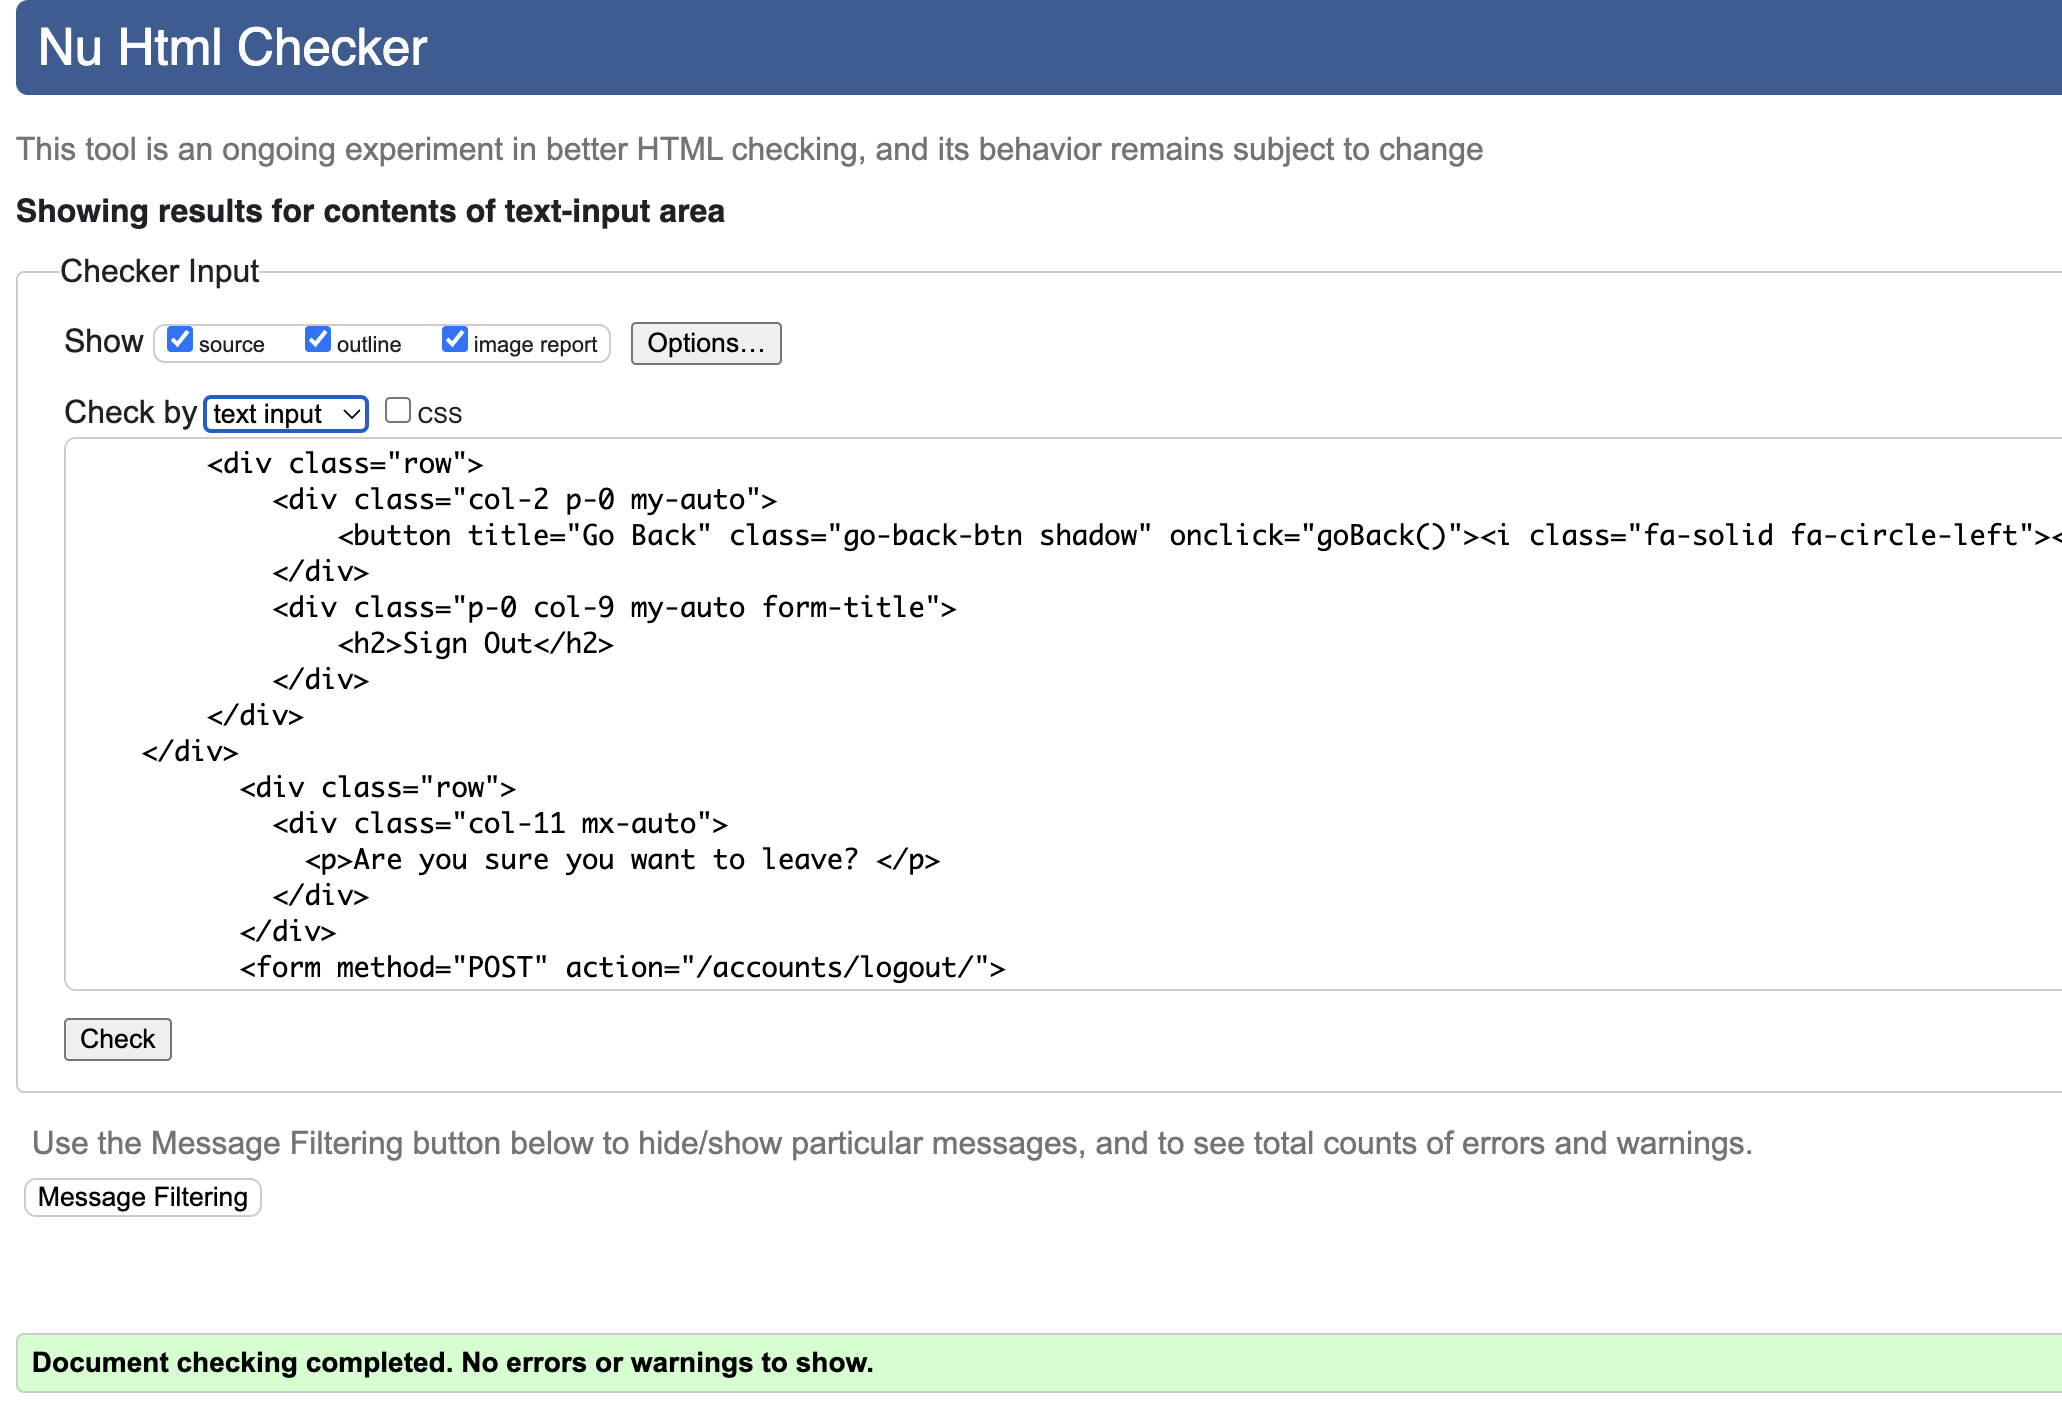 Nu Html Checker
This tool is an ongoing experiment in better HTML checking, and its behavior remains subject to change
Showing results for contents of text-input area
Checker Input
Show source outline image report Options...
Check by text input css
<div class="row">
<div class="col-2 p-0 my-auto">
<button title="Go Back" class="go-back-btn shadow" onclick="goBack()"><i class="fa-solid fa-circle-left"><
</div>
<div class="p-0 col-9 my-auto form-title">
<h2>Sign Out</h2>
</div>
</div>
</div>
<div class="row">
<div class="col-11 mx-auto">
<p>Are you sure you want to leave? </p>
</div>
</div>
<form method="POST" action="/accounts/logout/">
Check
Use the Message Filtering button below to hide/show particular messages, and to see total counts of errors and warnings.
Message Filtering
Document checking completed. No errors or warnings to show.